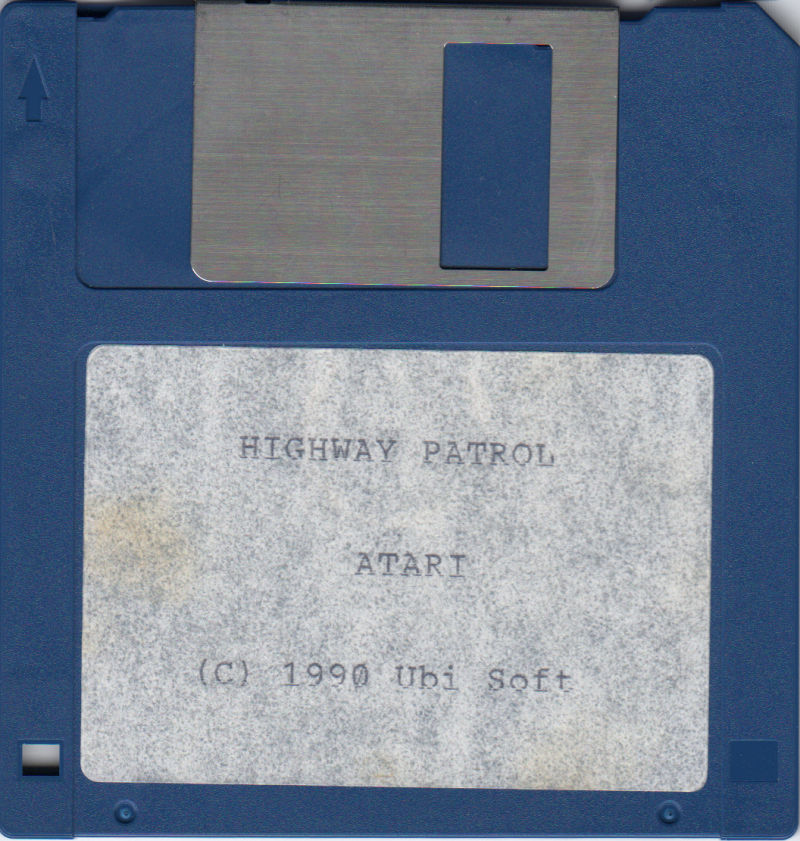 HIGHWAY PATROL
ATARI
(C) 1990 Ubi Soft